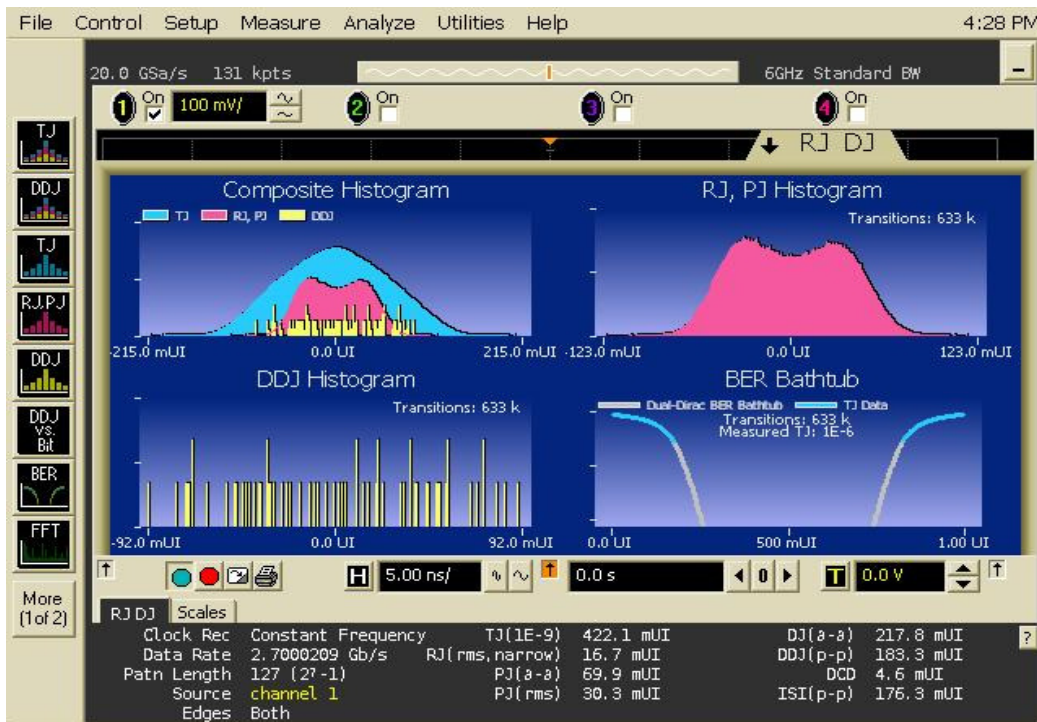 File Control Setup Measure Analyze Utilities Help 4:28 PM
20.0 GSa/s 131 kpts 6GHz Standard BW
1 On 100 mV/ 2 On 3 On 4 On
RJ DJ
TJ
DDJ
TJ
RJ,PJ
DDJ
DDJ
vs.
Bit
BER
FFT
More
(1 of 2)
Composite Histogram
TJ RJ, PJ DDJ
-215.0 mUI 0.0 UI 215.0 mUI
RJ, PJ Histogram
Transitions: 633 k
-123.0 mUI 0.0 UI 123.0 mUI
DDJ Histogram
Transitions: 633 k
-92.0 mUI 0.0 UI 92.0 mUI
BER Bathtub
Dual-Dirac BER Bathtub TJ Data
Transitions: 633 k
Measured TJ: 1E-6
0.0 UI 500 mUI 1.00 UI
H 5.00 ns/ 0.0 s 0 T 0.0 V
RJDJ Scales
Clock Rec Constant Frequency TJ(1E-9) 422.1 mUI DJ(∂-∂) 217.8 mUI ?
Data Rate 2.7000209 Gb/s RJ(rms,narrow) 16.7 mUI DDJ(p-p) 183.3 mUI
Patn Length 127 (2⁷-1) PJ(∂-∂) 69.9 mUI DCD 4.6 mUI
Source channel 1 PJ(rms) 30.3 mUI ISI(p-p) 176.3 mUI
Edges Both